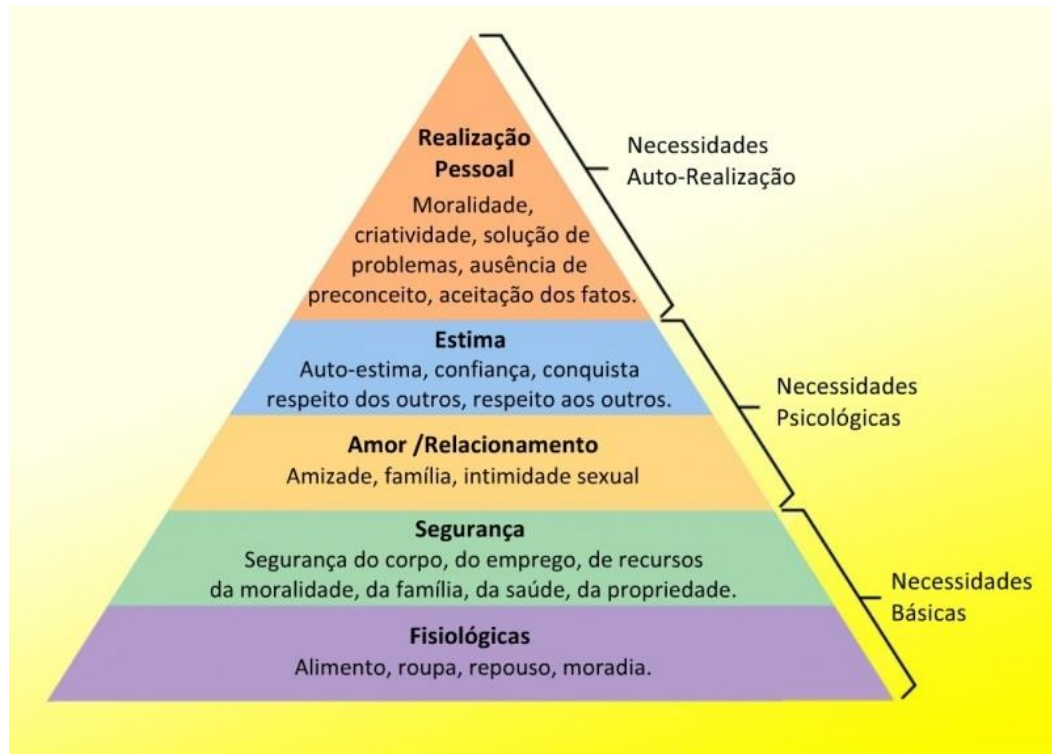 Realização
Pessoal
Moralidade,
criatividade, solução de
problemas, ausência de
preconceito, aceitação dos fatos.
Necessidades
Auto-Realização
Estima
Auto-estima, confiança, conquista
respeito dos outros, respeito aos outros.
Amor /Relacionamento
Amizade, família, intimidade sexual
Necessidades
Psicológicas
Segurança
Segurança do corpo, do emprego, de recursos
da moralidade, da família, da saúde, da propriedade.
Fisiológicas
Alimento, roupa, repouso, moradia.
Necessidades
Básicas